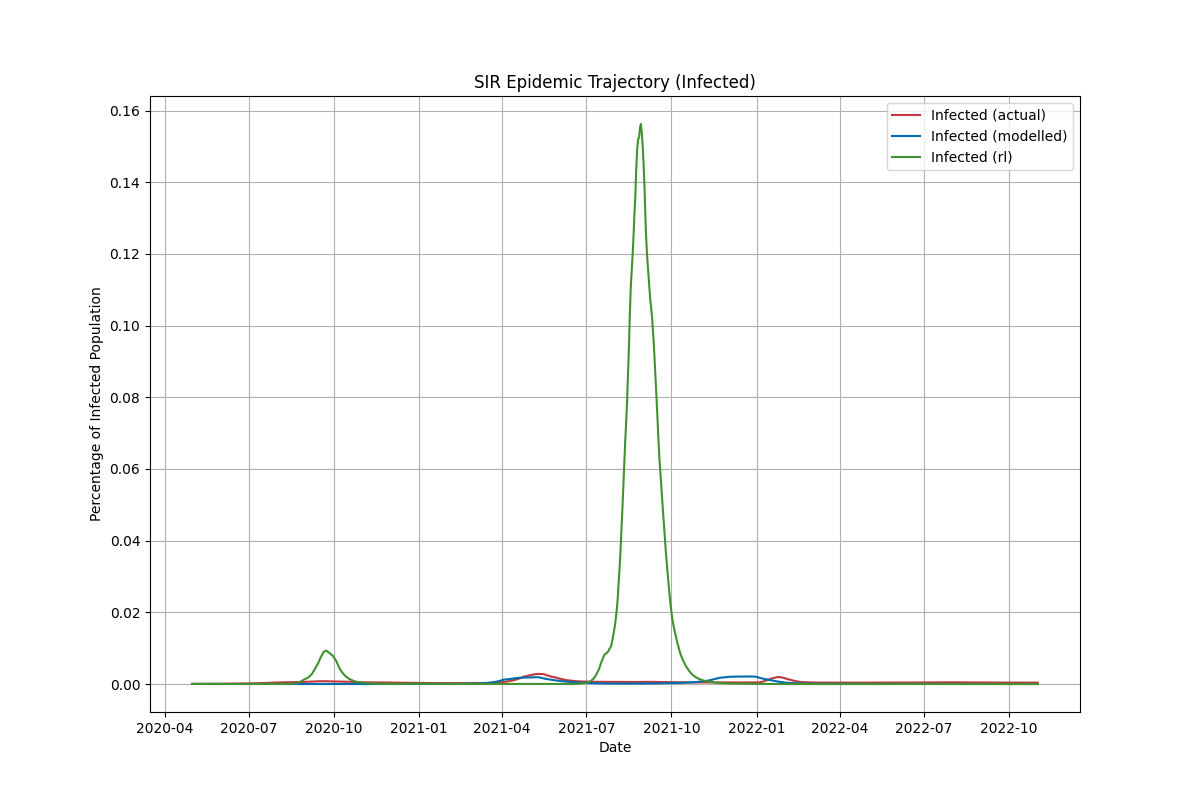 SIR Epidemic Trajectory (Infected)
Infected (actual)
Infected (modelled)
Infected (rl)
Percentage of Infected Population
0.16
0.14
0.12
0.10
0.08
0.06
0.04
0.02
0.00
2020-04 2020-07 2020-10 2021-01 2021-04 2021-07 2021-10 2022-01 2022-04 2022-07 2022-10
Date